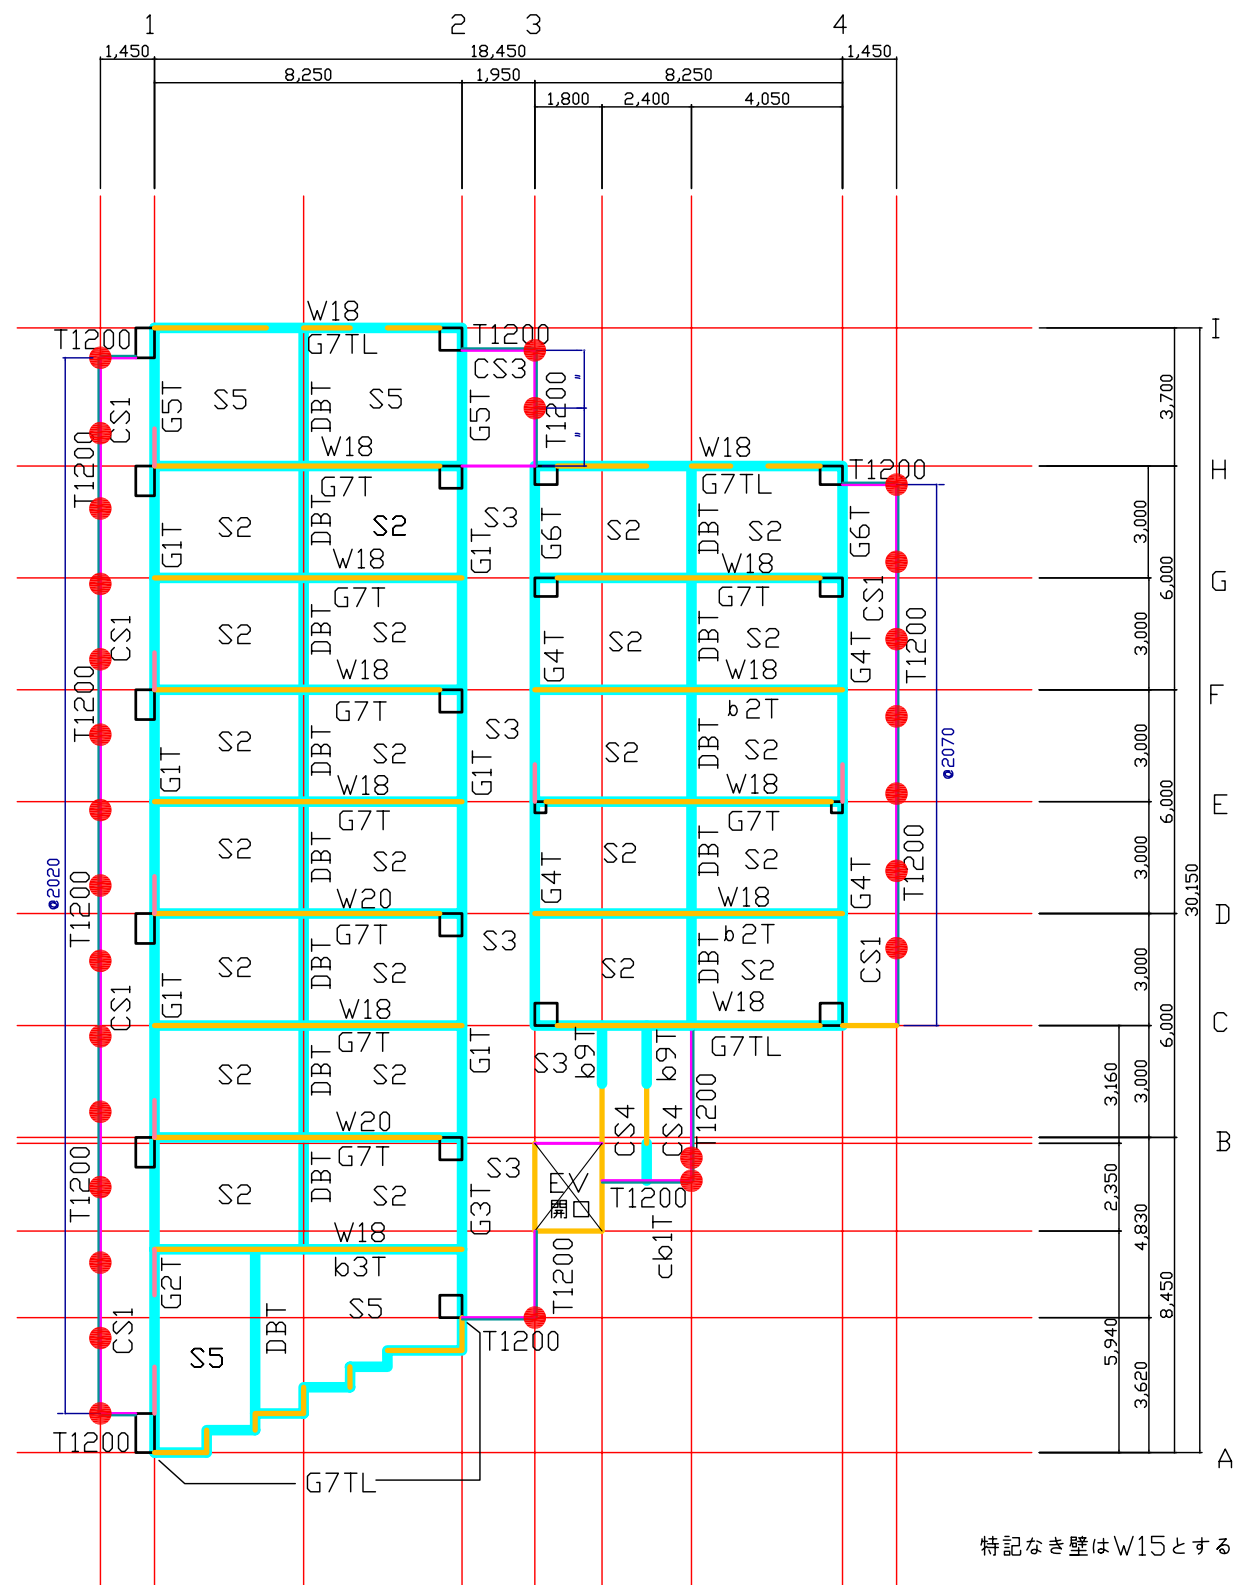 1 2 3 4
1,450 18,450 1,450
8,250 1,950 8,250
1,800 2,400 4,050
W18
I
T1200 G7TL T1200
CS3
CS1 G5T S5 DBT S5 G5T T1200 〃 〃 3,700
W18 W18
H
T1200 G7T G7TL T1200
G1T S2 DBT S2 G1T S3 G6T S2 DBT S2 G6T 3,000
W18 W18
G
G7T G7T CS1 6,000
CS1 S2 DBT S2 G4T S2 DBT S2 G4T T1200 3,000
W18 W18
F
T1200 G7T b2T
G1T S2 DBT S2 G1T S3 S2 DBT S2 @2070 3,000
W18 W18
E
G7T G7T 6,000
@2020 S2 DBT S2 G4T S2 DBT S2 G4T T1200 3,000
W20 W18
30,150
D
T1200 G7T b2T
G1T S2 DBT S2 S3 S2 DBT S2 CS1 3,000
W18 W18
C
CS1 G7T G1T S3 b9T b9T G7TL 6,000
S2 DBT S2 CS4 CS4 T1200 3,160 3,000
W20
B
T1200 G7T S3 EV
S2 DBT S2 G3T 開口 T1200 2,350
W18 cb1T 4,830
G2T b3T T1200
CS1 DBT S5 T1200 8,450
S5 5,940 3,620
T1200
A
G7TL
特記なき壁はW15とする